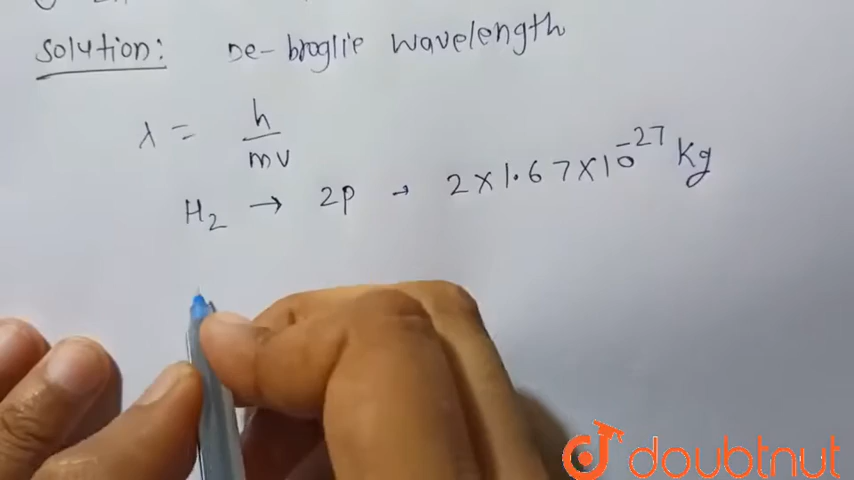 Solution: De-broglie wavelength
λ = h/mv
H₂ → 2p → 2×1.67×10⁻²⁷ Kg
doubtnut